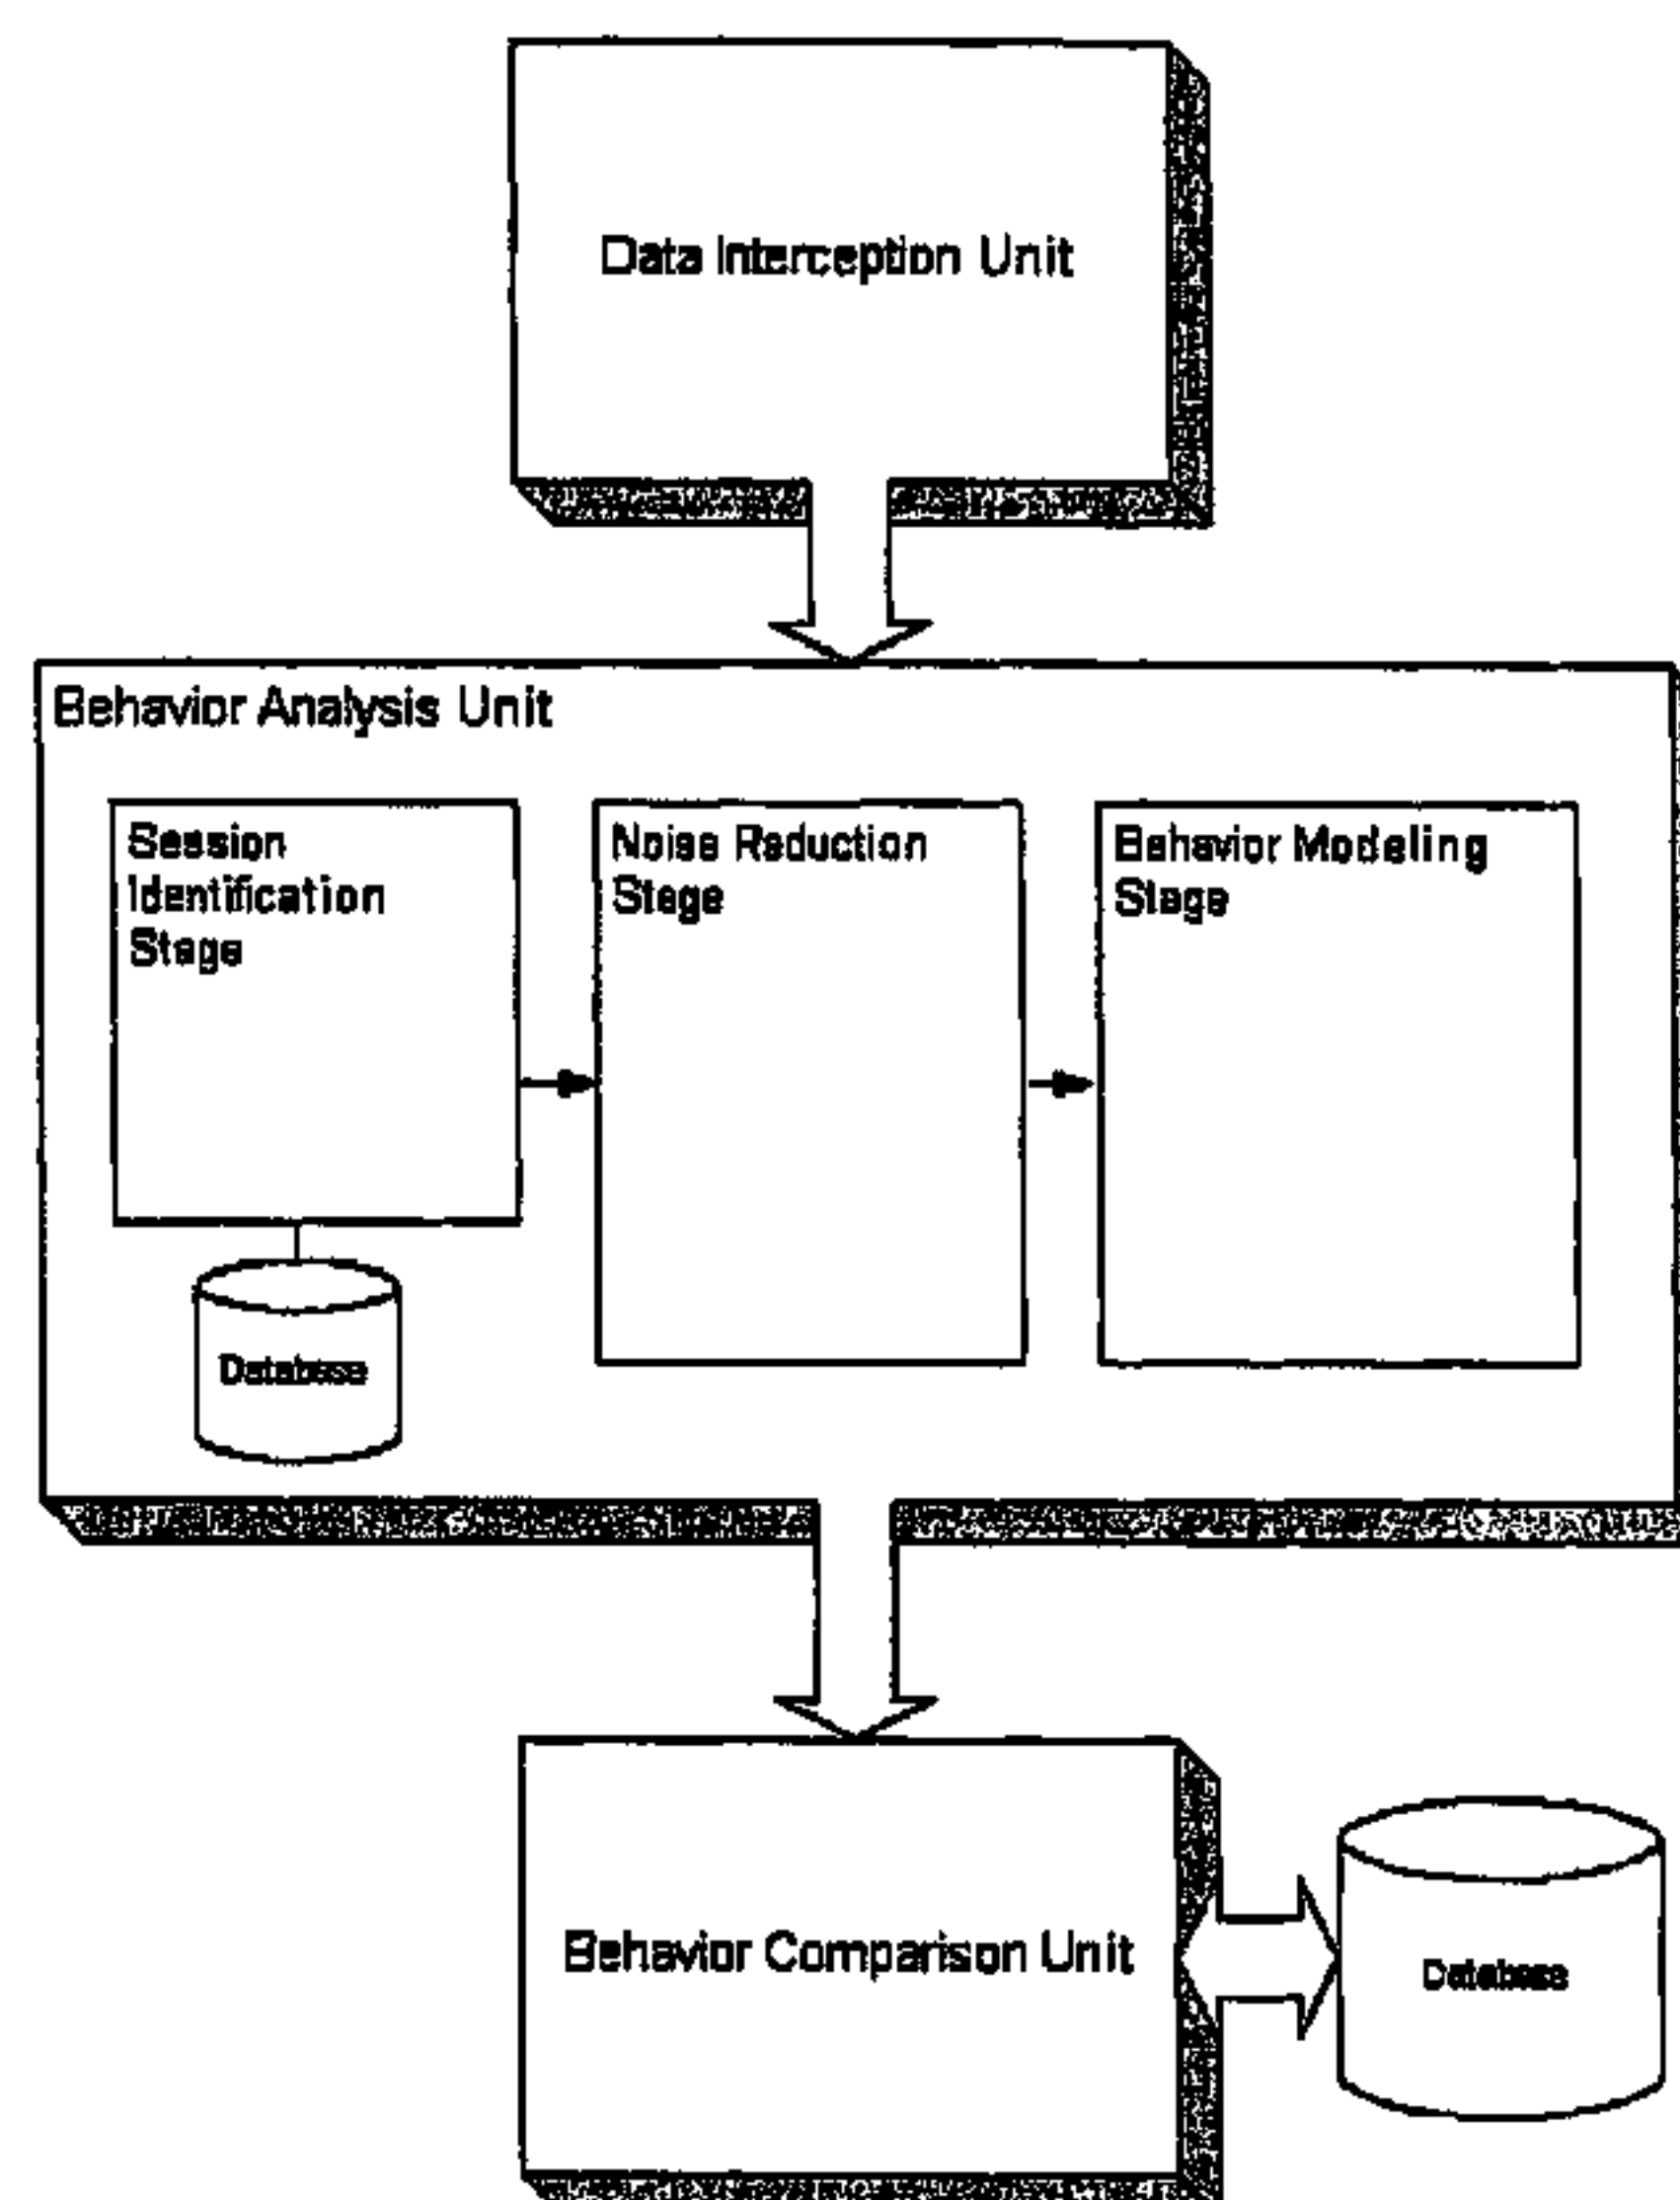 Data Interception Unit
Behavior Analysis Unit
Session
Identification
Stage
Noise Reduction
Stage
Behavior Modeling
Stage
Database
Behavior Comparison Unit
Database